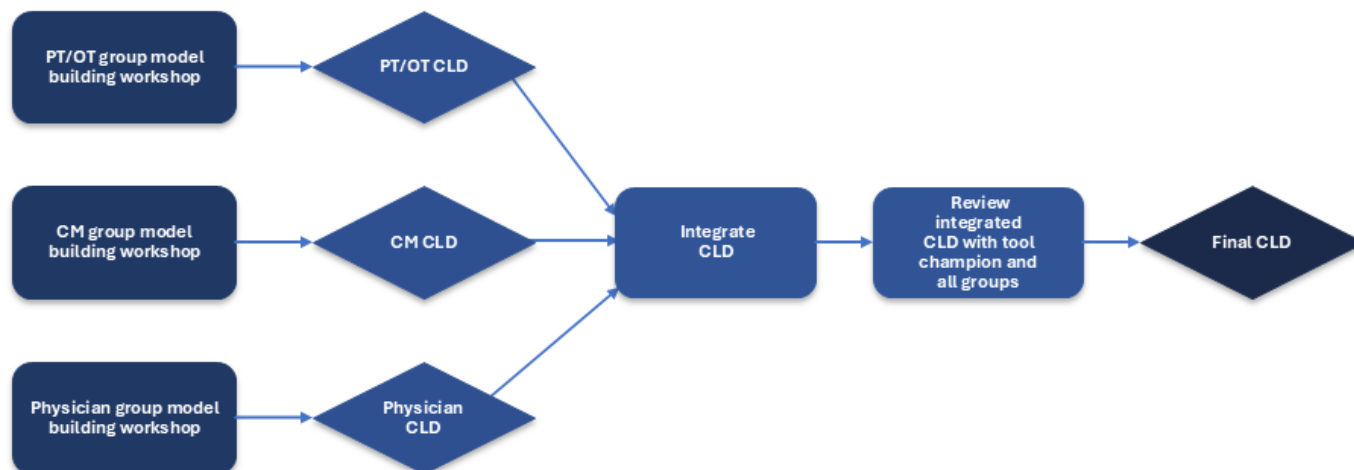 PT/OT group model
building workshop
PT/OT CLD
CM group model
building workshop
CM CLD
Physician group model
building workshop
Physician
CLD
Integrate
CLD
Review
integrated
CLD with tool
champion and
all groups
Final CLD